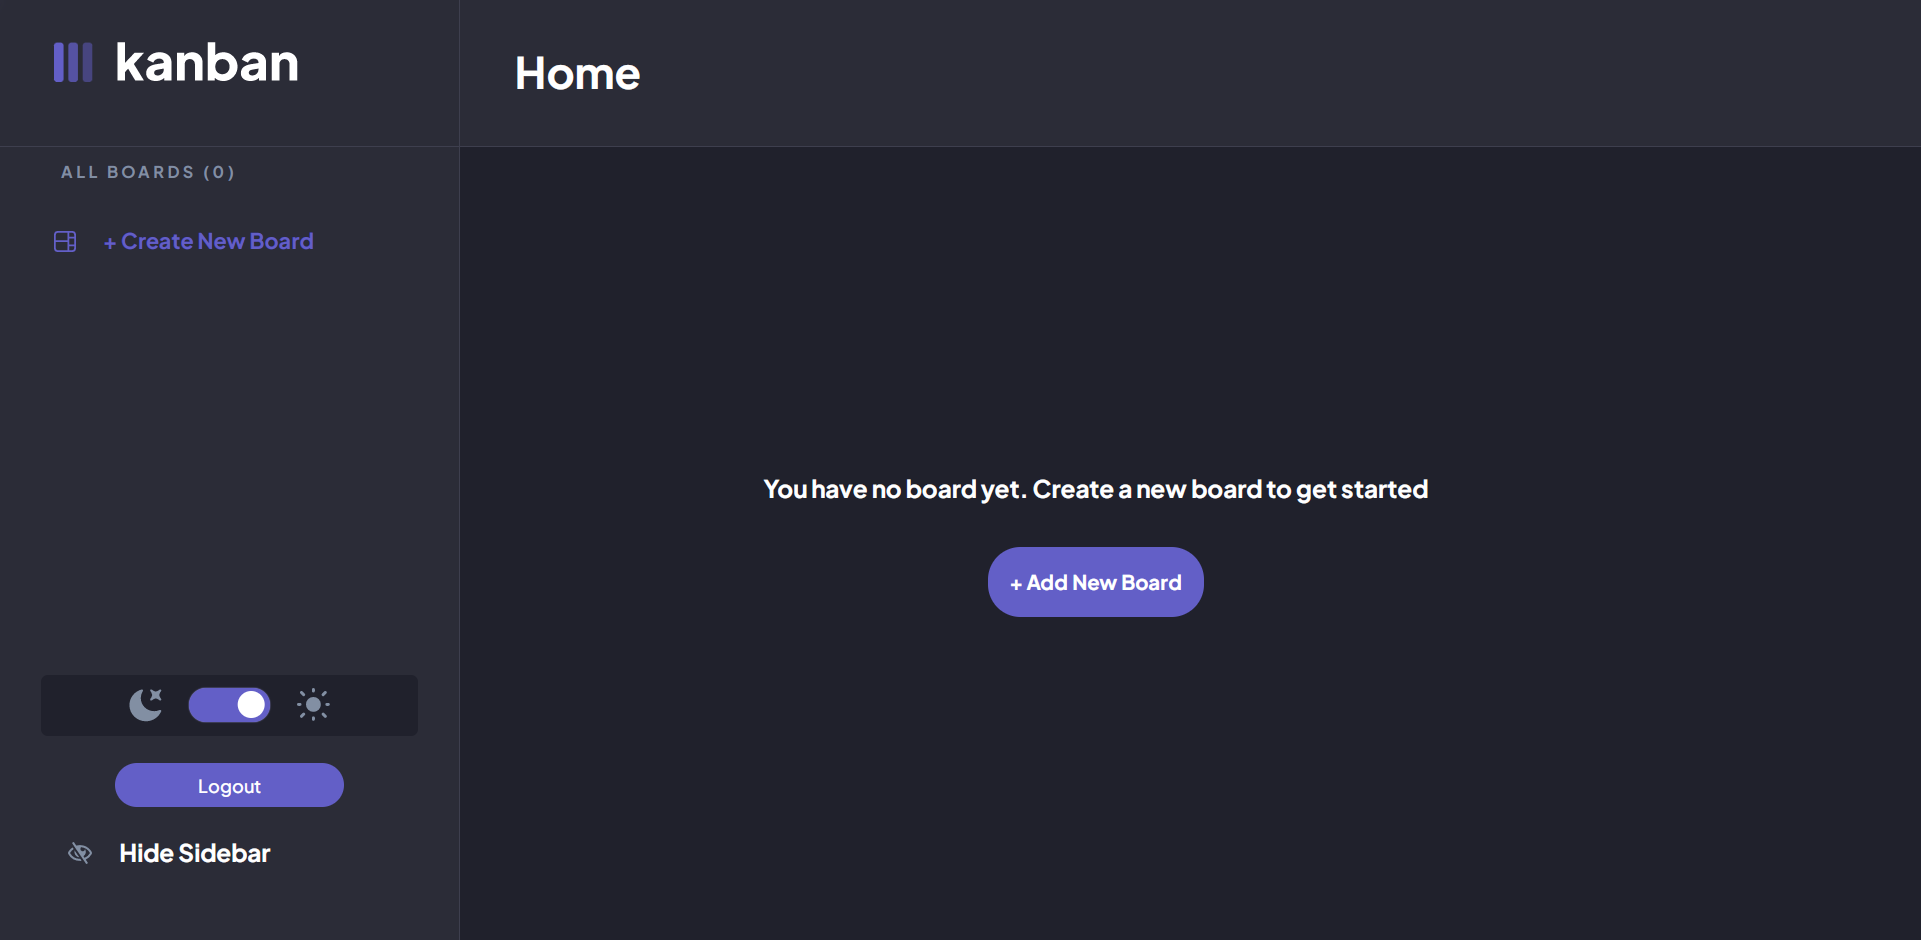 kanban
Home
ALL BOARDS (0)
+ Create New Board
You have no board yet. Create a new board to get started
+ Add New Board
Logout
Hide Sidebar